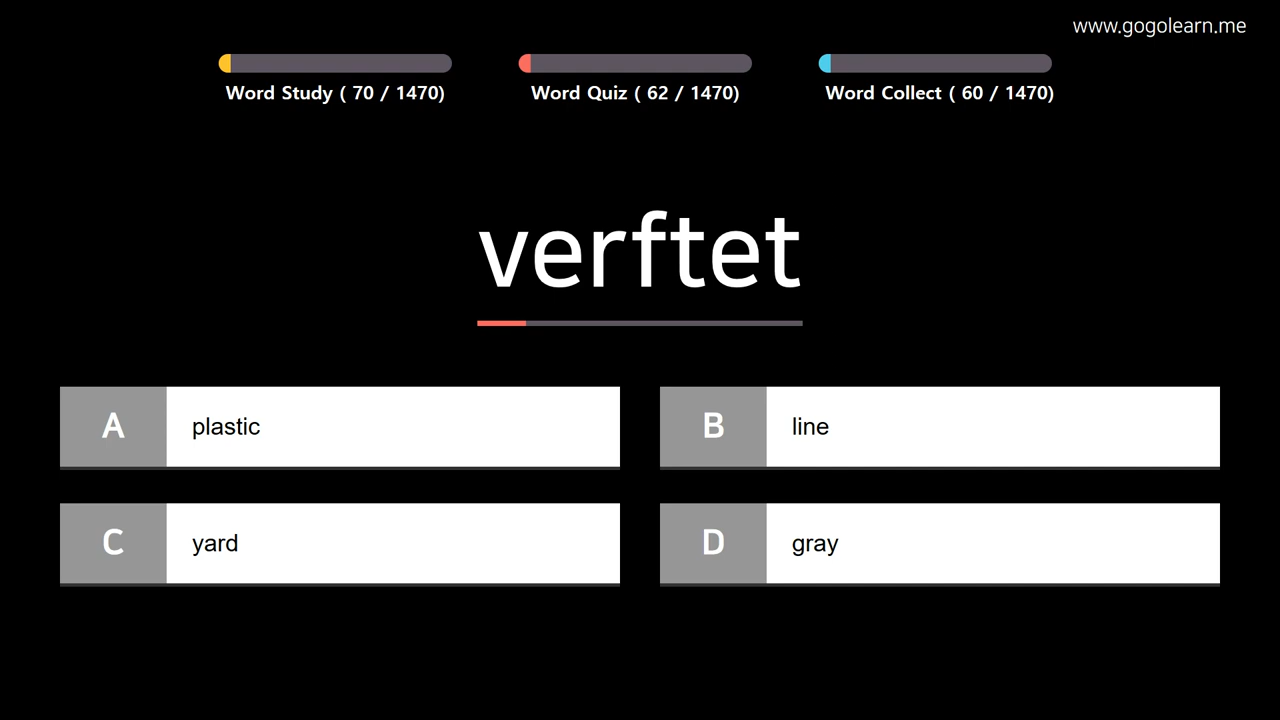 www.gogolearn.me
Word Study ( 70 / 1470)
Word Quiz ( 62 / 1470)
Word Collect ( 60 / 1470)
verftet
A plastic
B line
C yard
D gray